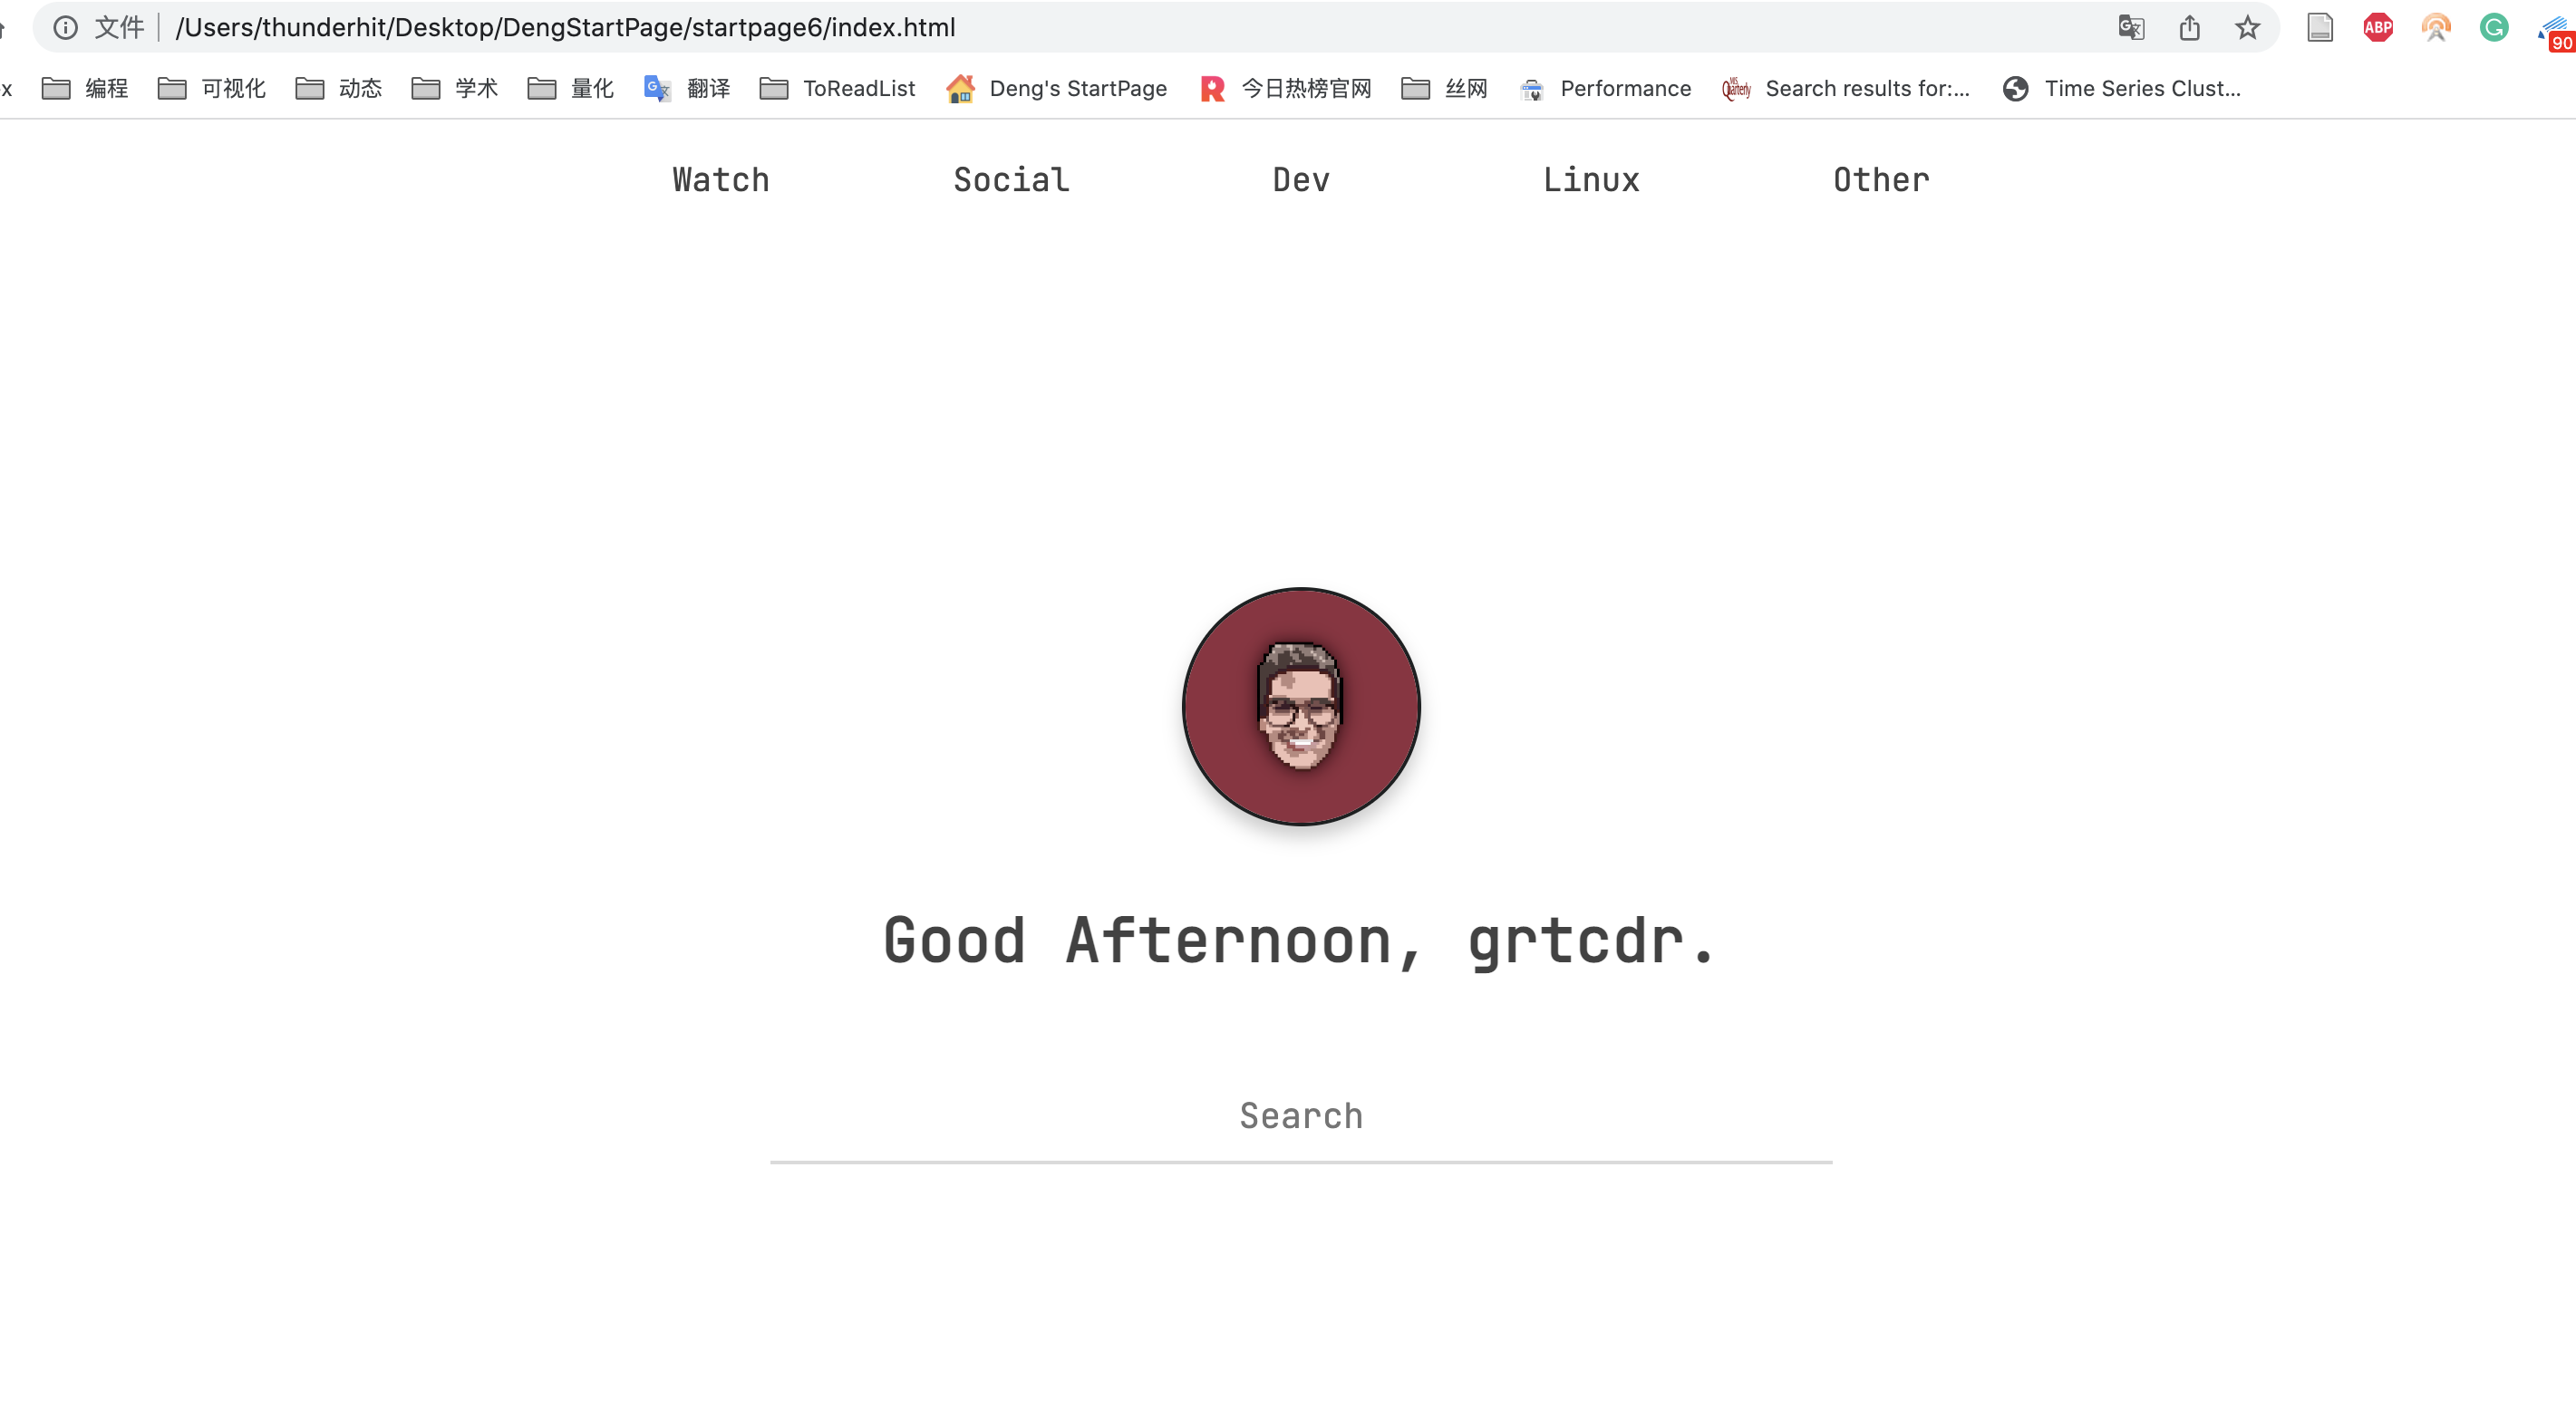 文件 /Users/thunderhit/Desktop/DengStartPage/startpage6/index.html
ABP
90
x 编程 可视化 动态 学术 量化 翻译 ToReadList Deng's StartPage 今日热榜官网 丝网 Performance MIS Quarterly Search results for:... Time Series Clust...
Watch Social Dev Linux Other
Good Afternoon, grtcdr.
Search